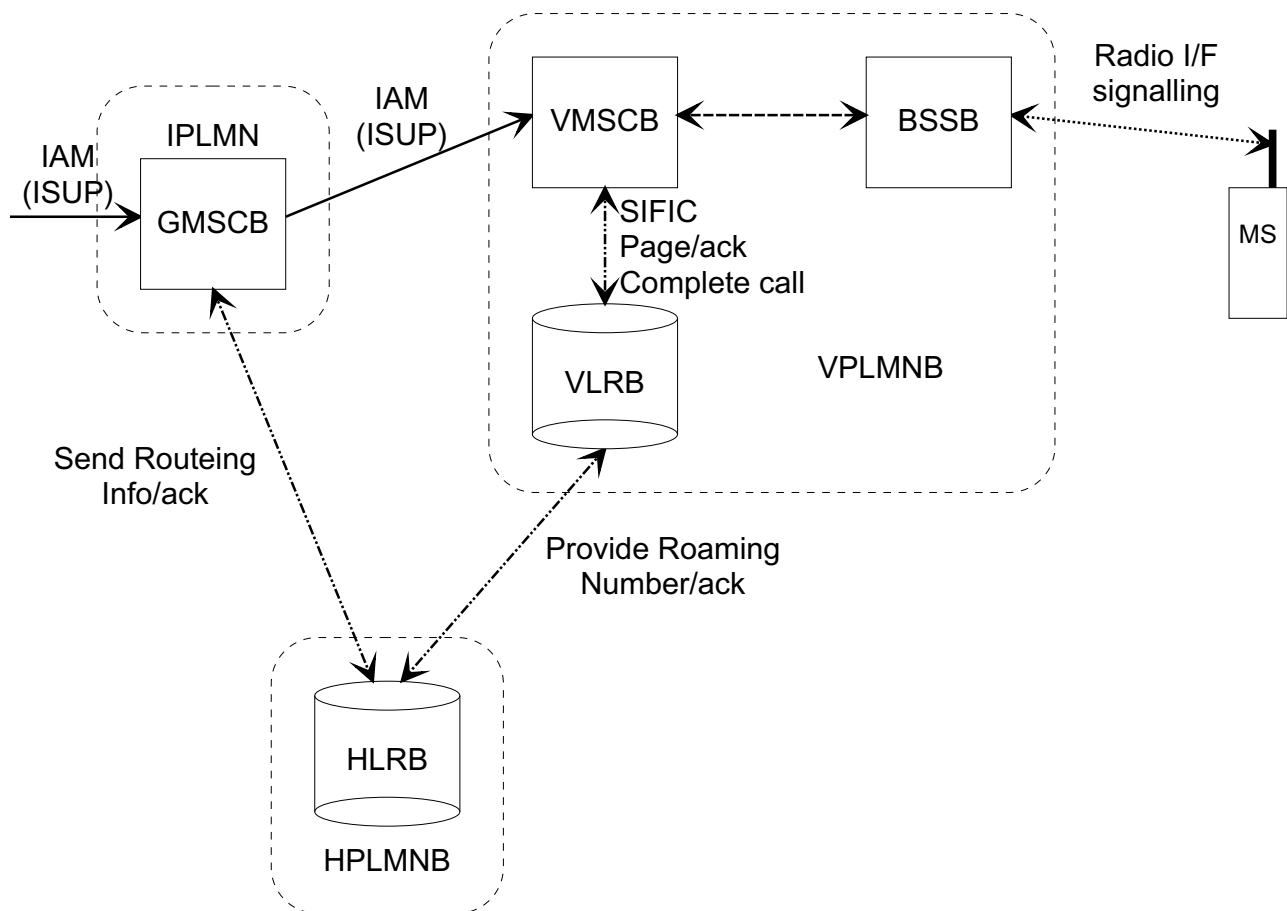 Radio I/F
signalling
IAM
(ISUP)
VMSCB
BSSB
IPLMN
IAM
(ISUP)
GMSCB
MS
SIFIC
Page/ack
Complete call
VLRB
VPLMNB
Send Routeing
Info/ack
Provide Roaming
Number/ack
HLRB
HPLMNB